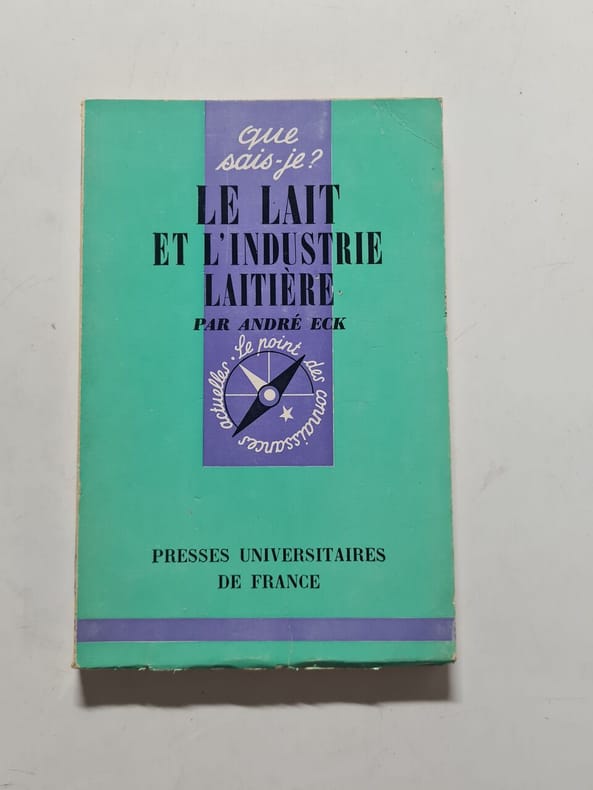 que
sais-je?
LE LAIT
ET L'INDUSTRIE
LAITIÈRE
PAR ANDRÉ ECK
Le point des connaissances actuelles.
PRESSES UNIVERSITAIRES
DE FRANCE